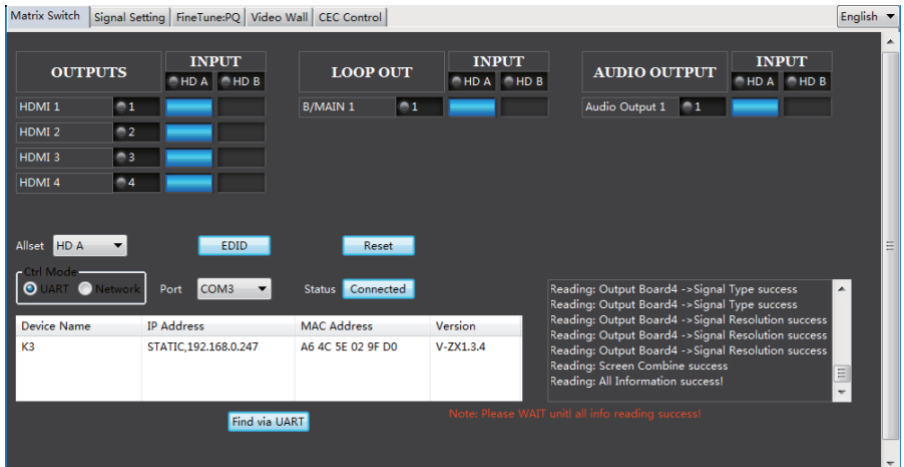 Matrix Switch Signal Setting FineTune:PQ Video Wall CEC Control English
OUTPUTS INPUT LOOP OUT INPUT AUDIO OUTPUT INPUT
HD A HD B HD A HD B HD A HD B
HDMI 1 1 B/MAIN 1 1 Audio Output 1 1
HDMI 2 2
HDMI 3 3
HDMI 4 4
Allset HD A EDID Reset
Ctrl Mode
UART Network Port COM3 Status Connected
Device Name IP Address MAC Address Version
K3 STATIC,192.168.0.247 A6 4C 5E 02 9F D0 V-ZX1.3.4
Reading: Output Board4 ->Signal Type success
Reading: Output Board4 ->Signal Type success
Reading: Output Board4 ->Signal Resolution success
Reading: Output Board4 ->Signal Resolution success
Reading: Output Board4 ->Signal Resolution success
Reading: Screen Combine success
Reading: All Information success!
Find via UART
Note: Please WAIT unitl all info reading success!